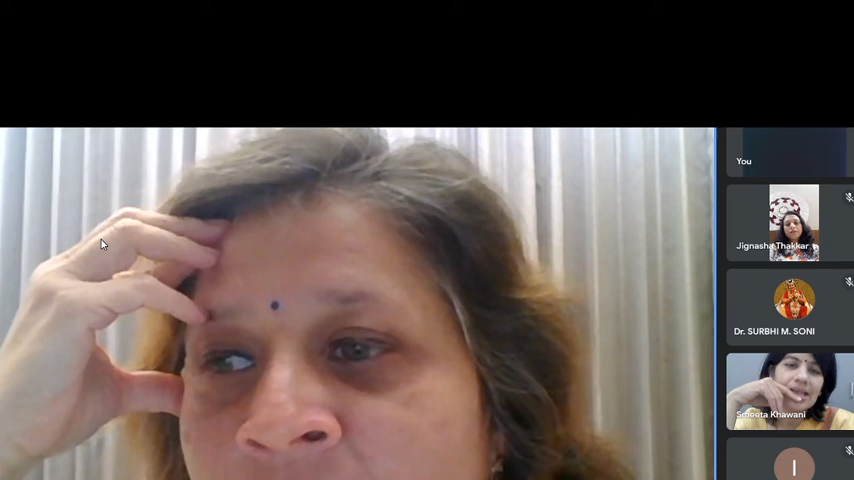 You
Jignasha Thakkar
Dr. SURBHI M. SONI
Smeeta Khawani
I